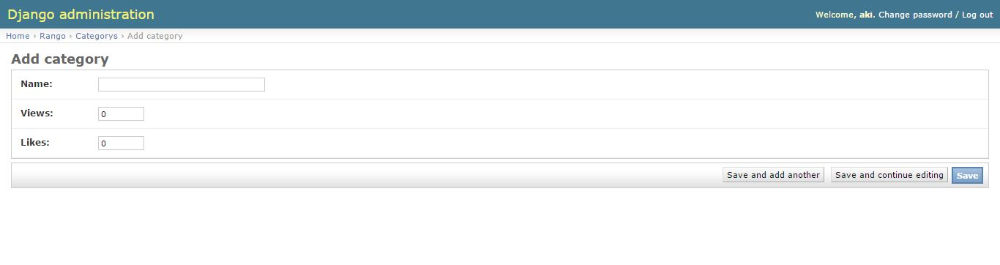 Django administration
Welcome, aki. Change password / Log out
Home › Rango › Categorys › Add category
Add category
Name:
Views: 0
Likes: 0
Save and add another Save and continue editing Save